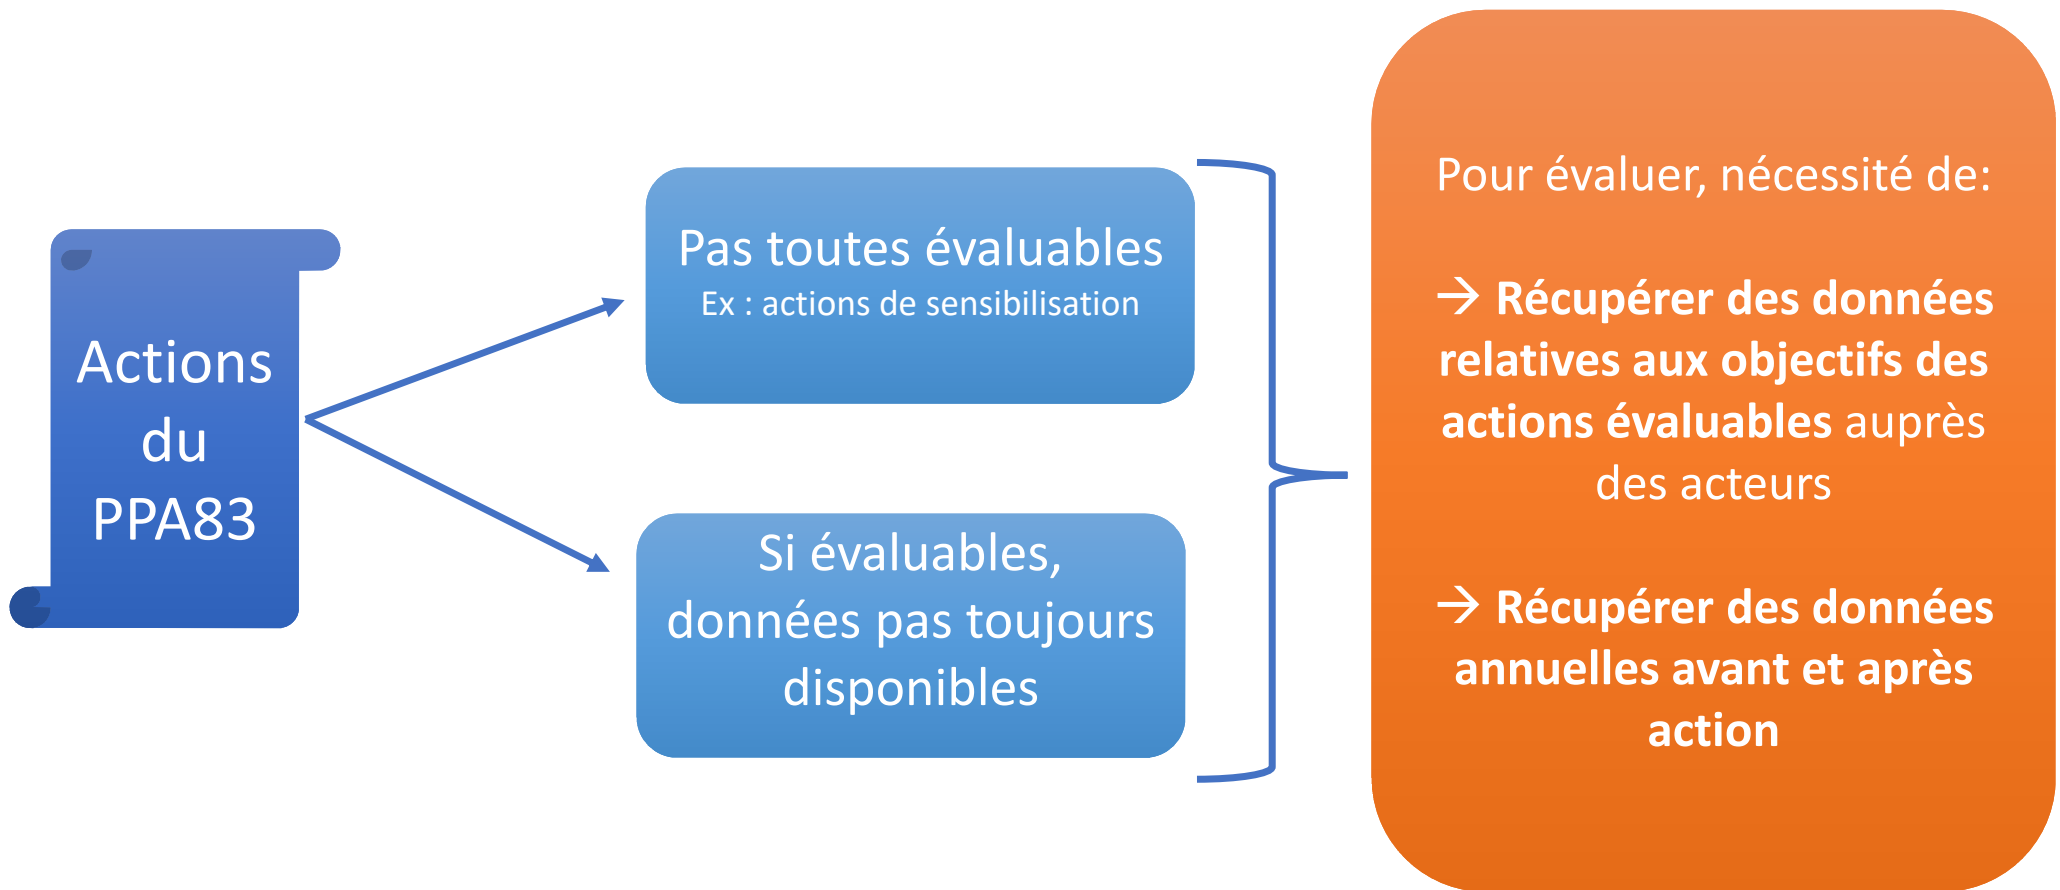 Actions
du
PPA83
Pas toutes évaluables
Ex : actions de sensibilisation
Si évaluables,
données pas toujours
disponibles
Pour évaluer, nécessité de:
→ Récupérer des données
relatives aux objectifs des
actions évaluables auprès
des acteurs
→ Récupérer des données
annuelles avant et après
action